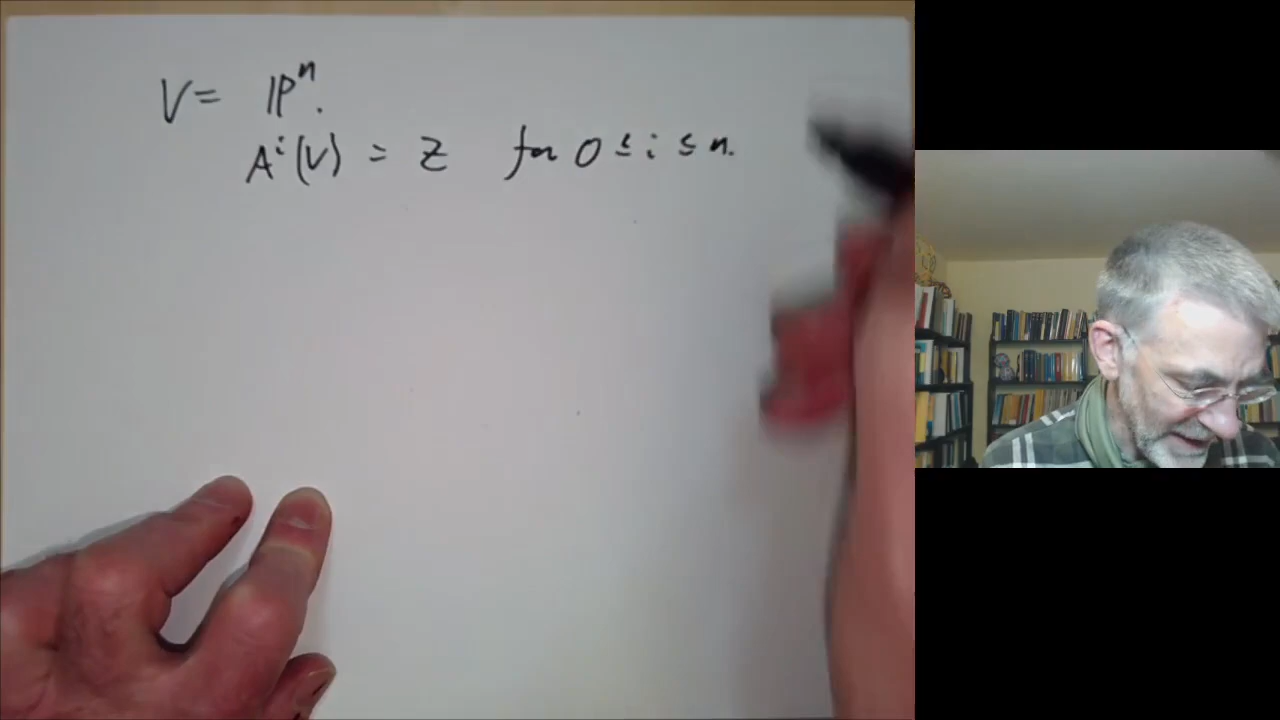 V = ℙⁿ.
Aⁱ(V) = Z for 0 ≤ i ≤ n.